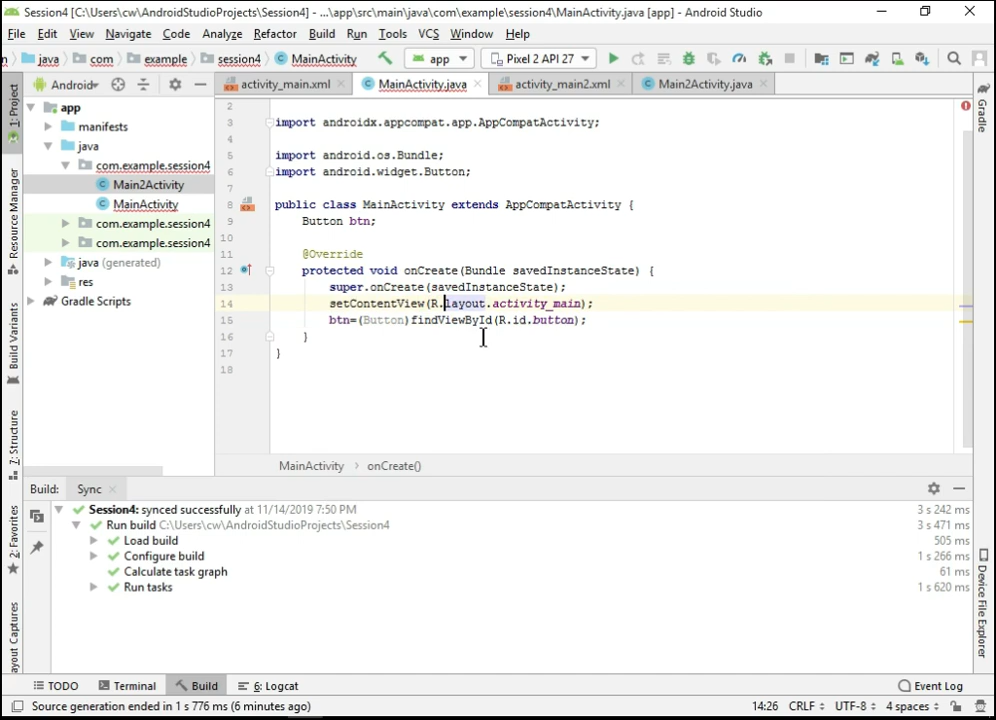 Session4 [C:\Users\cw\AndroidStudioProjects\Session4] - ...\app\src\main\java\com\example\session4\MainActivity.java [app] - Android Studio
File Edit View Navigate Code Analyze Refactor Build Run Tools VCS Window Help
java com example session4 MainActivity app Pixel 2 API 27
Android activity_main.xml MainActivity.java activity_main2.xml Main2Activity.java
1: Project
Resource Manager
Build Variants
7: Structure
2: Favorites
ayout Captures
app
manifests
java
com.example.session4
Main2Activity
MainActivity
com.example.session4
com.example.session4
java (generated)
res
Gradle Scripts
2
3 import androidx.appcompat.app.AppCompatActivity;
4
5 import android.os.Bundle;
6 import android.widget.Button;
7
8 public class MainActivity extends AppCompatActivity {
9 Button btn;
10
11 @Override
12 protected void onCreate(Bundle savedInstanceState) {
13 super.onCreate(savedInstanceState);
14 setContentView(R.layout.activity_main);
15 btn=(Button)findViewById(R.id.button);
16 }
17 }
18
MainActivity › onCreate()
Gradle
Device File Explorer
Build: Sync
Session4: synced successfully at 11/14/2019 7:50 PM 3 s 242 ms
Run build C:\Users\cw\AndroidStudioProjects\Session4 3 s 471 ms
Load build 505 ms
Configure build 1 s 266 ms
Calculate task graph 61 ms
Run tasks 1 s 620 ms
TODO Terminal Build 6: Logcat Event Log
Source generation ended in 1 s 776 ms (6 minutes ago) 14:26 CRLF UTF-8 4 spaces